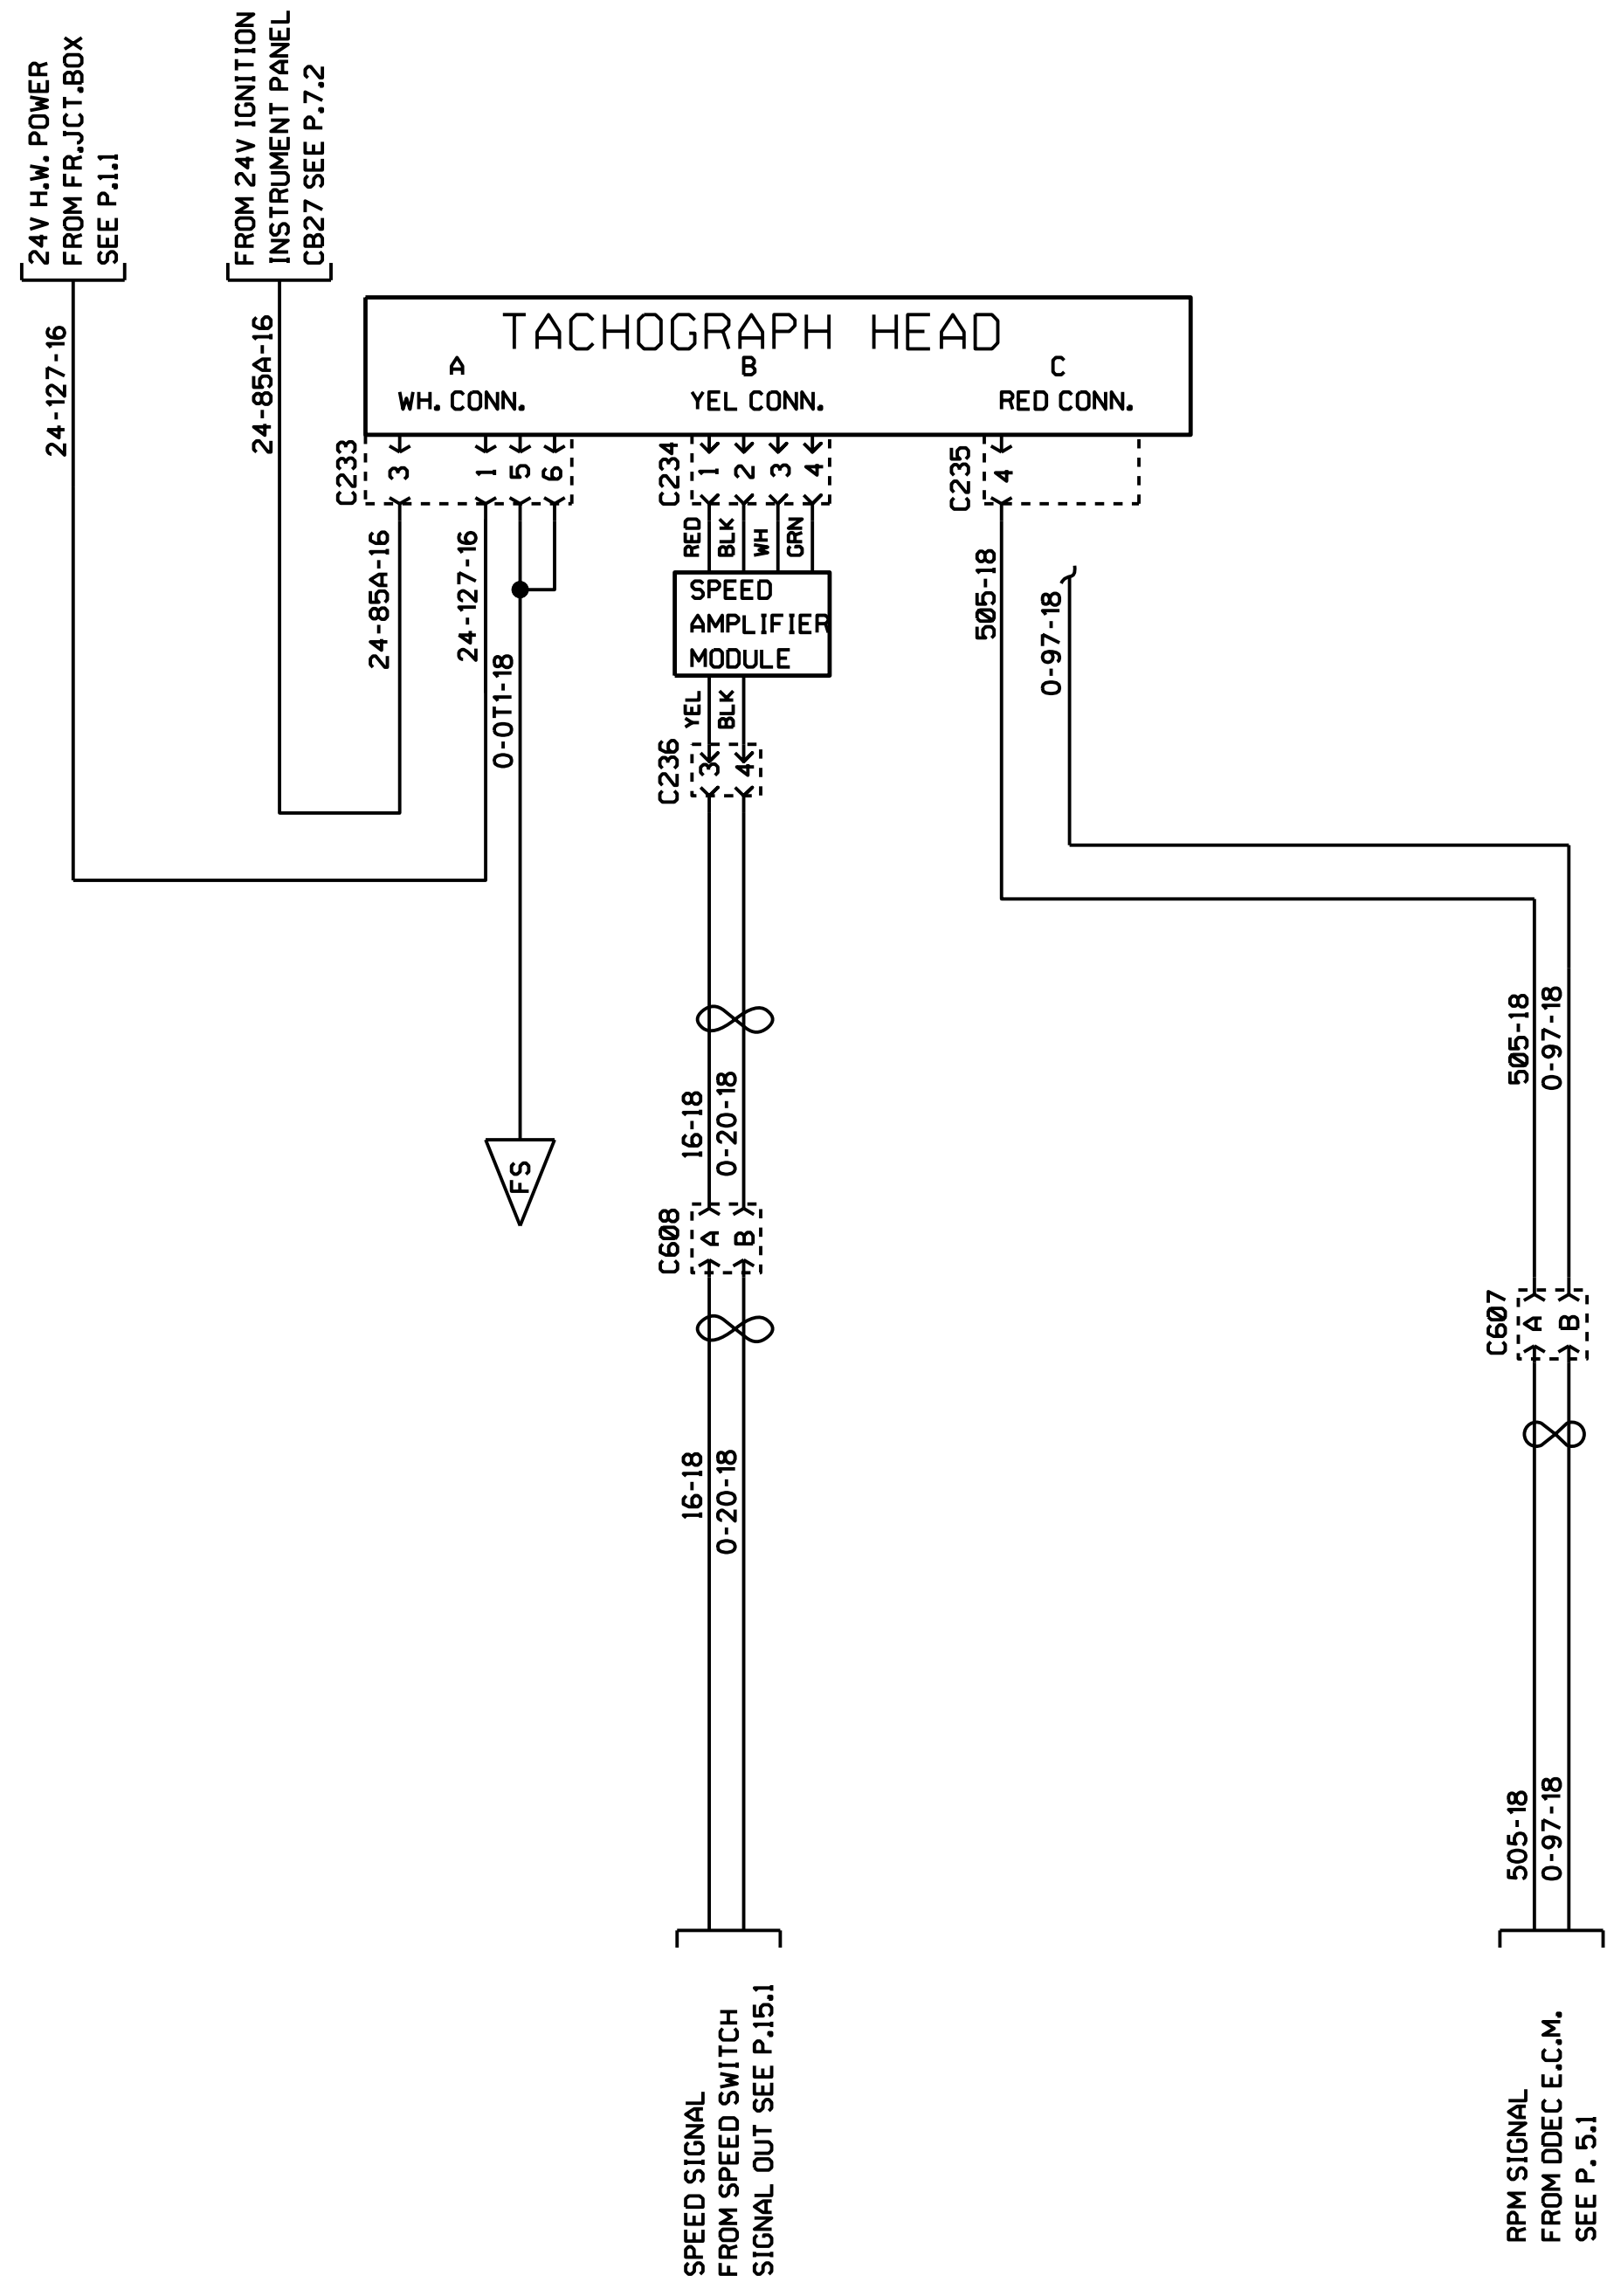 24V H.W. POWER
FROM FR.JCT.BOX
SEE P.1.1
FROM 24V IGNITION
INSTRUMENT PANEL
CB27 SEE P.7.2
24-127-16
24-85A-16
TACHOGRAPH HEAD
A
B
C
WH. CONN.
YEL CONN.
RED CONN.
C233
3
1
5
6
C234
1
2
3
4
C235
4
24-85A-16
24-127-16
0-0T1-18
RED
BLK
WH
GRN
505-18
0-97-18
SPEED
AMPLIFIER
MODULE
YEL
BLK
C236
3
4
16-18
0-20-18
505-18
0-97-18
FS
C608
A
B
C607
A
B
16-18
0-20-18
505-18
0-97-18
SPEED SIGNAL
FROM SPEED SWITCH
SIGNAL OUT SEE P.15.1
RPM SIGNAL
FROM DDEC E.C.M.
SEE P. 5.1